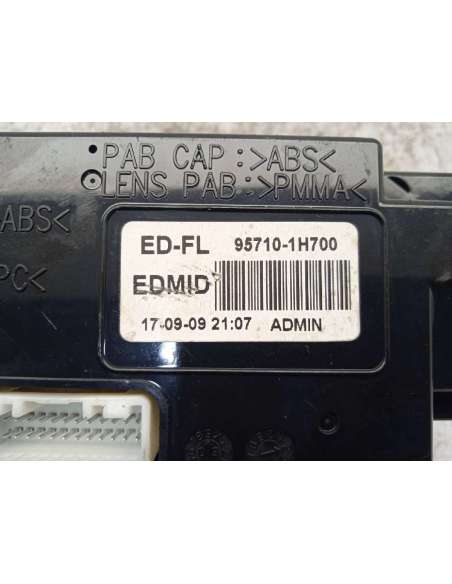 PAB CAP :>ABS<
LENS PAB:>PMMA<
ABS<
PC<
ED-FL 95710-1H700
EDMID
17-09-09 21:07 ADMIN